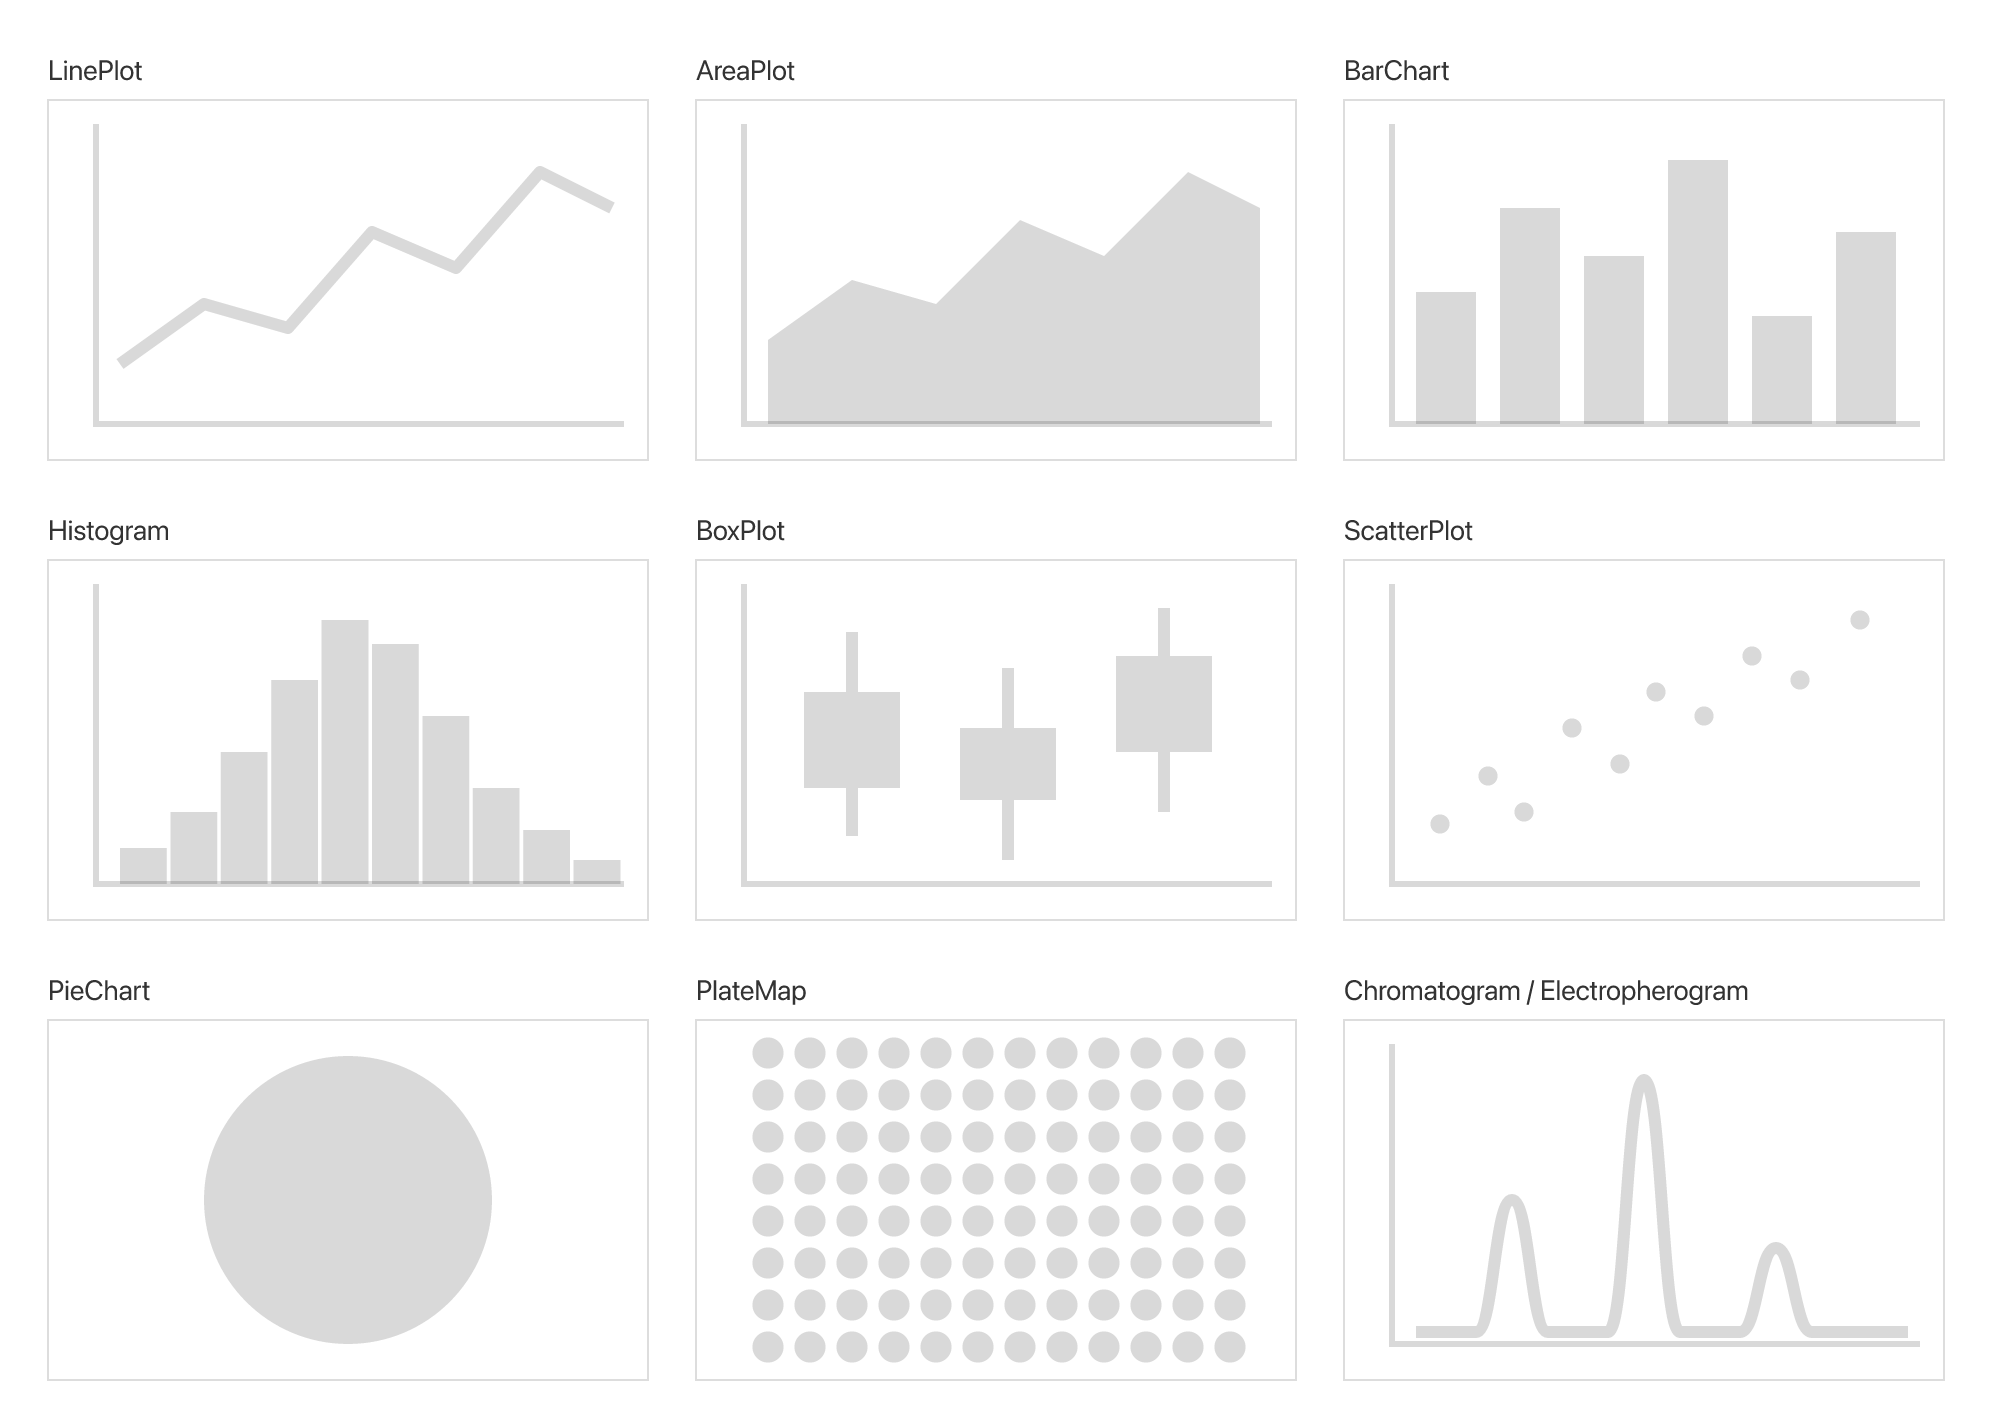 LinePlot
AreaPlot
BarChart
Histogram
BoxPlot
ScatterPlot
PieChart
PlateMap
Chromatogram / Electropherogram